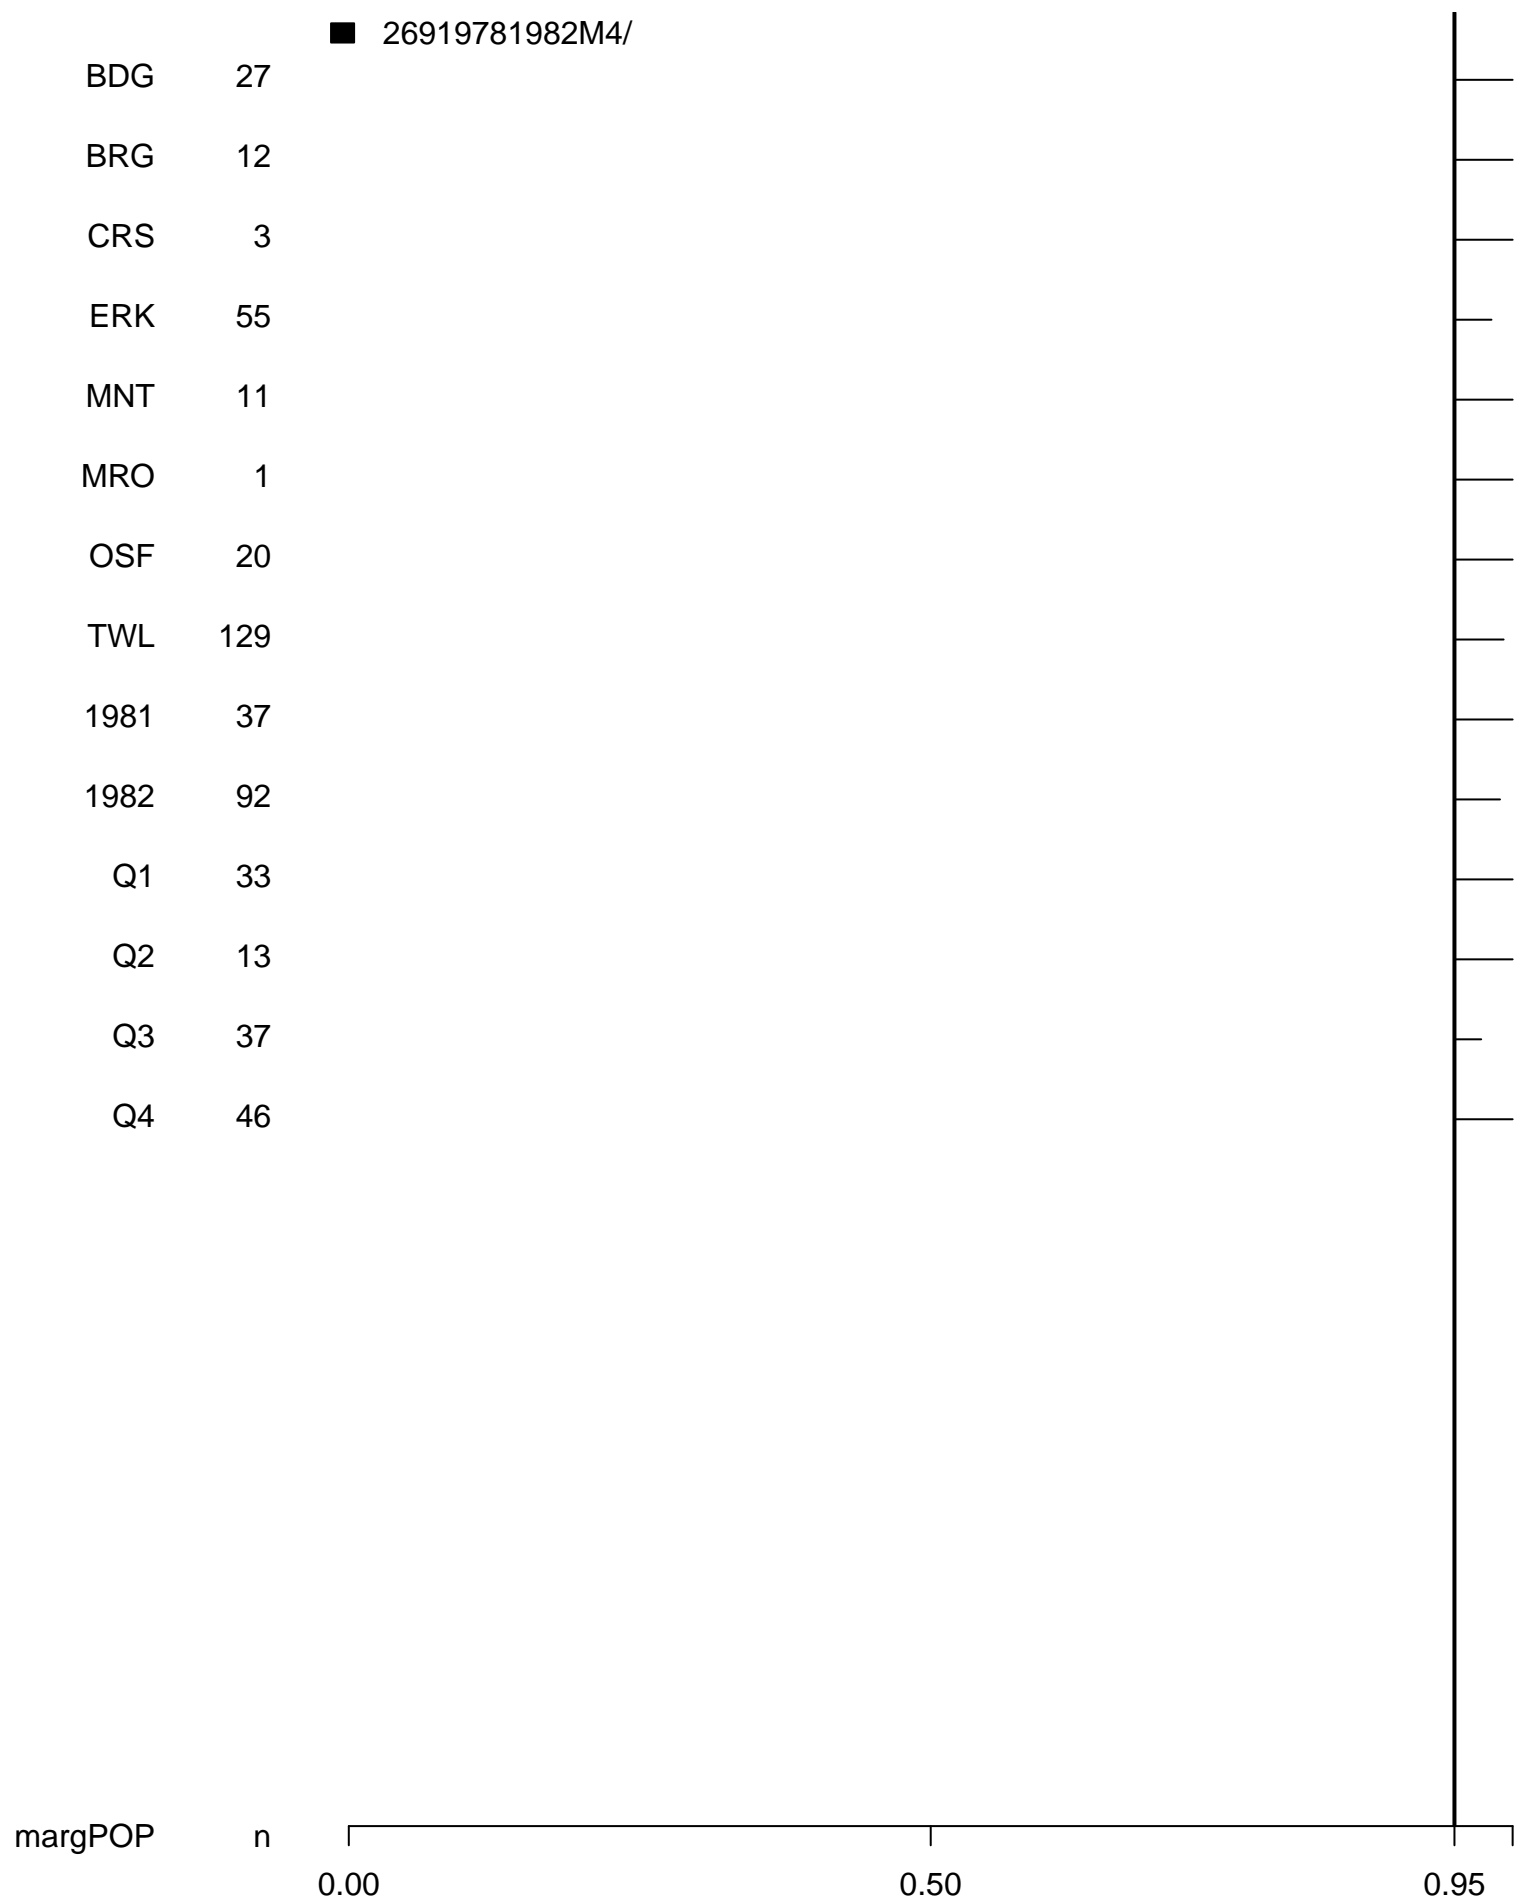 26919781982M4/
BDG 27
BRG 12
CRS 3
ERK 55
MNT 11
MRO 1
OSF 20
TWL 129
1981 37
1982 92
Q1 33
Q2 13
Q3 37
Q4 46
margPOP n
0.00 0.50 0.95